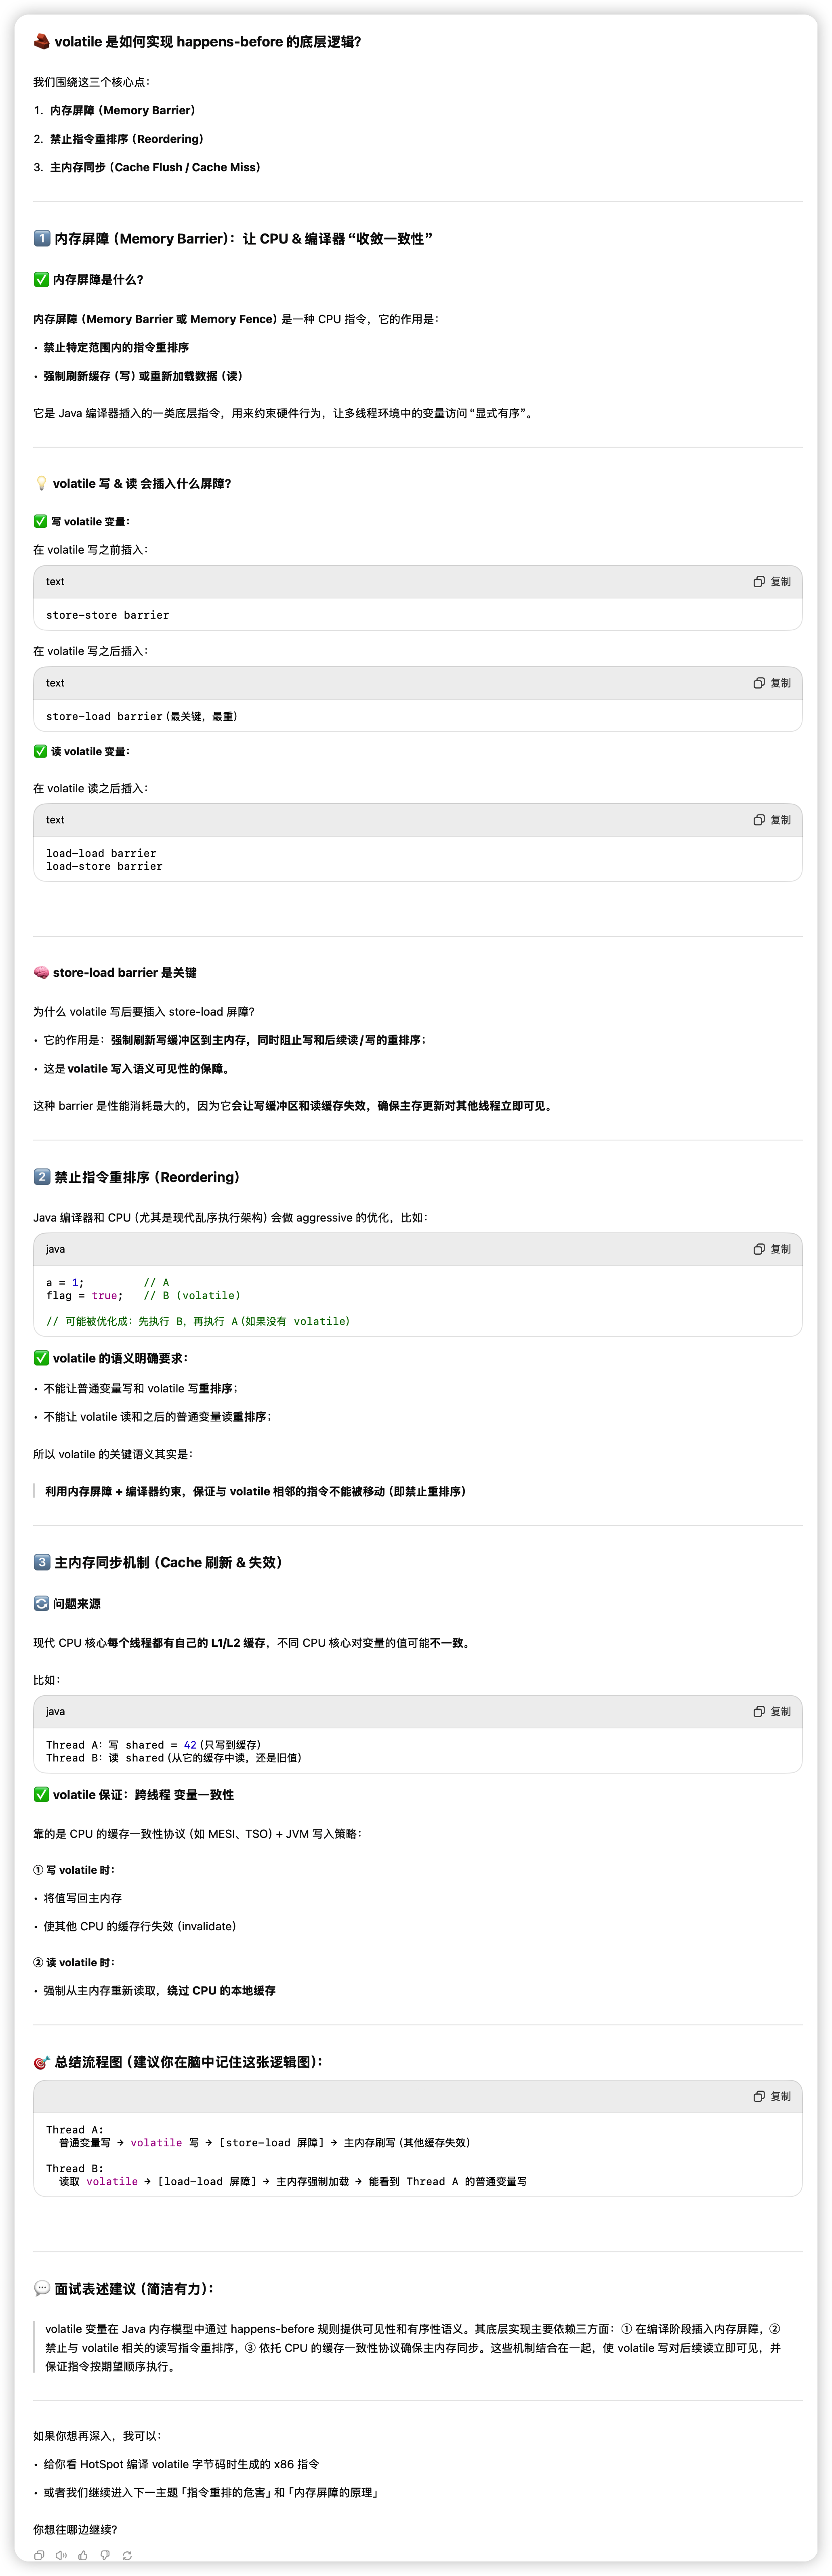 volatile 是如何实现 happens-before 的底层逻辑?
我们围绕这三个核心点:
1. 内存屏障 (Memory Barrier)
2. 禁止指令重排序 (Reordering)
3. 主内存同步 (Cache Flush / Cache Miss)
1 内存屏障 (Memory Barrier): 让 CPU & 编译器 “收敛一致性”
✅ 内存屏障是什么?
内存屏障 (Memory Barrier 或 Memory Fence) 是一种 CPU 指令，它的作用是:
• 禁止特定范围内的指令重排序
• 强制刷新缓存 (写) 或重新加载数据 (读)
它是 Java 编译器插入的一类底层指令，用来约束硬件行为，让多线程环境中的变量访问 “显式有序”。
💡 volatile 写 & 读 会插入什么屏障?
✅ 写 volatile 变量:
在 volatile 写之前插入:
text 复制
store-store barrier
在 volatile 写之后插入:
text 复制
store-load barrier (最关键，最重)
✅ 读 volatile 变量:
在 volatile 读之后插入:
text 复制
load-load barrier
load-store barrier
🧠 store-load barrier 是关键
为什么 volatile 写后要插入 store-load 屏障?
• 它的作用是: 强制刷新写缓冲区到主内存，同时阻止写和后续读/写的重排序;
• 这是 volatile 写入语义可见性的保障。
这种 barrier 是性能消耗最大的，因为它会让写缓冲区和读缓存失效，确保主存更新对其他线程立即可见。
2 禁止指令重排序 (Reordering)
Java 编译器和 CPU (尤其是现代乱序执行架构) 会做 aggressive 的优化，比如:
java 复制
a = 1; // A
flag = true; // B (volatile)
// 可能被优化成: 先执行 B，再执行 A (如果没有 volatile)
✅ volatile 的语义明确要求:
• 不能让普通变量写和 volatile 写重排序;
• 不能让 volatile 读和之后的普通变量读重排序;
所以 volatile 的关键语义其实是:
利用内存屏障 + 编译器约束，保证与 volatile 相邻的指令不能被移动 (即禁止重排序)
3 主内存同步机制 (Cache 刷新 & 失效)
🔄 问题来源
现代 CPU 核心每个线程都有自己的 L1/L2 缓存，不同 CPU 核心对变量的值可能不一致。
比如:
java 复制
Thread A: 写 shared = 42 (只写到缓存)
Thread B: 读 shared (从它的缓存中读，还是旧值)
✅ volatile 保证: 跨线程 变量一致性
靠的是 CPU 的缓存一致性协议 (如 MESI、TSO) + JVM 写入策略:
① 写 volatile 时:
• 将值写回主内存
• 使其他 CPU 的缓存行失效 (invalidate)
② 读 volatile 时:
• 强制从主内存重新读取，绕过 CPU 的本地缓存
🎯 总结流程图 (建议你在脑中记住这张逻辑图):
复制
Thread A:
普通变量写 → volatile 写 → [store-load 屏障] → 主内存刷写 (其他缓存失效)
Thread B:
读取 volatile → [load-load 屏障] → 主内存强制加载 → 能看到 Thread A 的普通变量写
💬 面试表述建议 (简洁有力):
volatile 变量在 Java 内存模型中通过 happens-before 规则提供可见性和有序性语义。其底层实现主要依赖三方面: ① 在编译阶段插入内存屏障，②
禁止与 volatile 相关的读写指令重排序，③ 依托 CPU 的缓存一致性协议确保主内存同步。这些机制结合在一起，使 volatile 写对后续读立即可见，并
保证指令按期望顺序执行。
如果你想再深入，我可以:
• 给你看 HotSpot 编译 volatile 字节码时生成的 x86 指令
• 或者我们继续进入下一主题「指令重排的危害」和「内存屏障的原理」
你想往哪边继续?